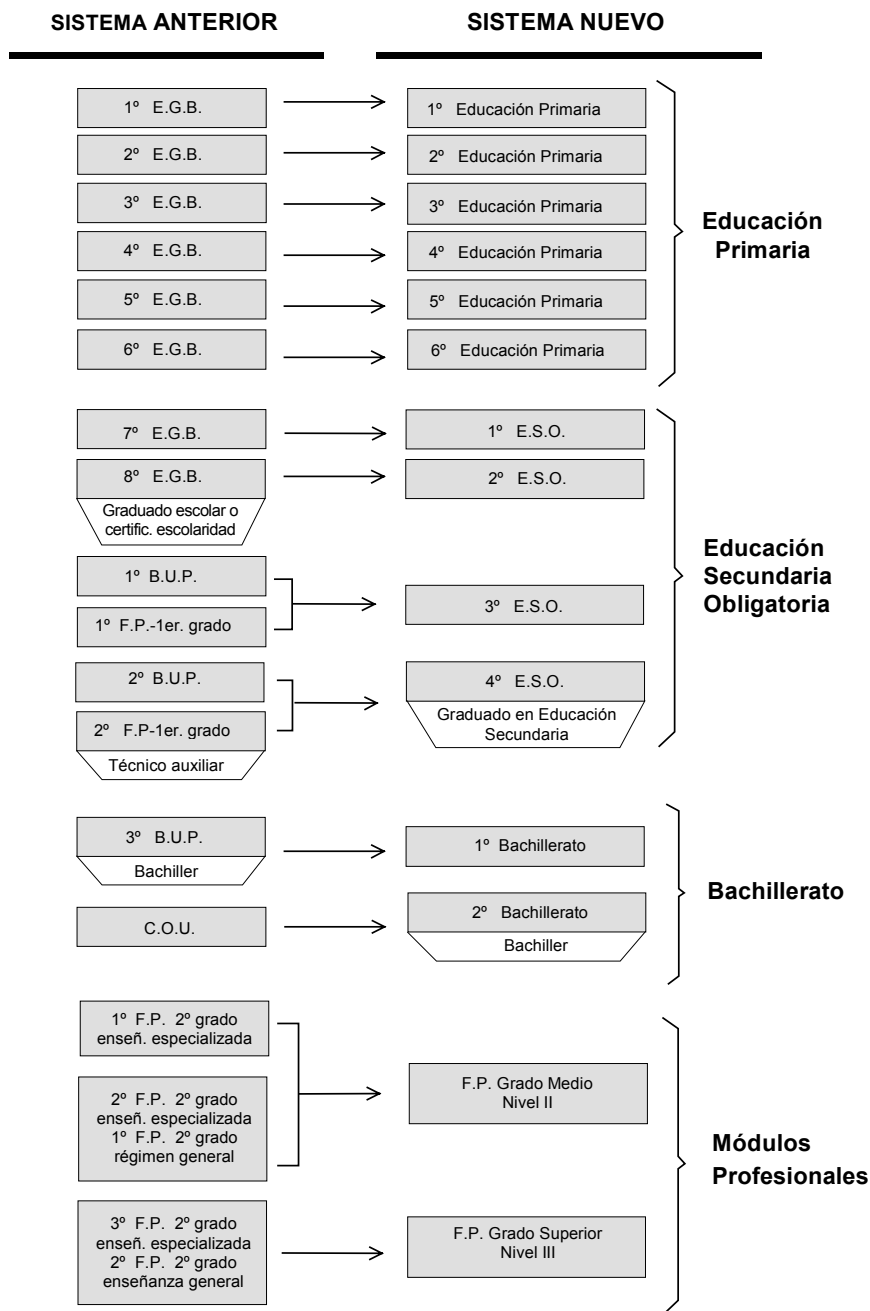 SISTEMA ANTERIOR
SISTEMA NUEVO
1º E.G.B.
1º Educación Primaria
2º E.G.B.
2º Educación Primaria
3º E.G.B.
3º Educación Primaria
4º E.G.B.
4º Educación Primaria
5º E.G.B.
5º Educación Primaria
6º E.G.B.
6º Educación Primaria
Educación
Primaria
7º E.G.B.
1º E.S.O.
8º E.G.B.
2º E.S.O.
Graduado escolar o
certific. escolaridad
1º B.U.P.
1º F.P.-1er. grado
3º E.S.O.
2º B.U.P.
2º F.P-1er. grado
Técnico auxiliar
4º E.S.O.
Graduado en Educación
Secundaria
Educación
Secundaria
Obligatoria
3º B.U.P.
Bachiller
1º Bachillerato
C.O.U.
2º Bachillerato
Bachiller
Bachillerato
1º F.P. 2º grado
enseñ. especializada
2º F.P. 2º grado
enseñ. especializada
1º F.P. 2º grado
régimen general
F.P. Grado Medio
Nivel II
3º F.P. 2º grado
enseñ. especializada
2º F.P. 2º grado
enseñanza general
F.P. Grado Superior
Nivel III
Módulos
Profesionales